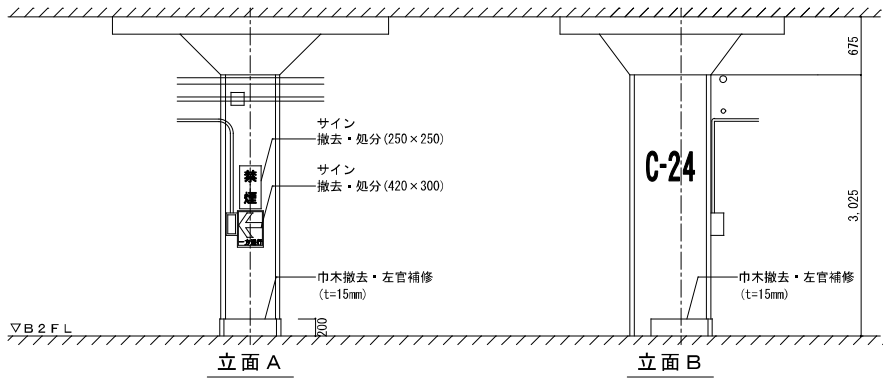 675
サイン
撤去・処分(250×250)
サイン
撤去・処分(420×300)
禁
煙
C-24
3,025
巾木撤去・左官補修
(t=15mm)
巾木撤去・左官補修
(t=15mm)
200
▽B2FL
立面A
立面B